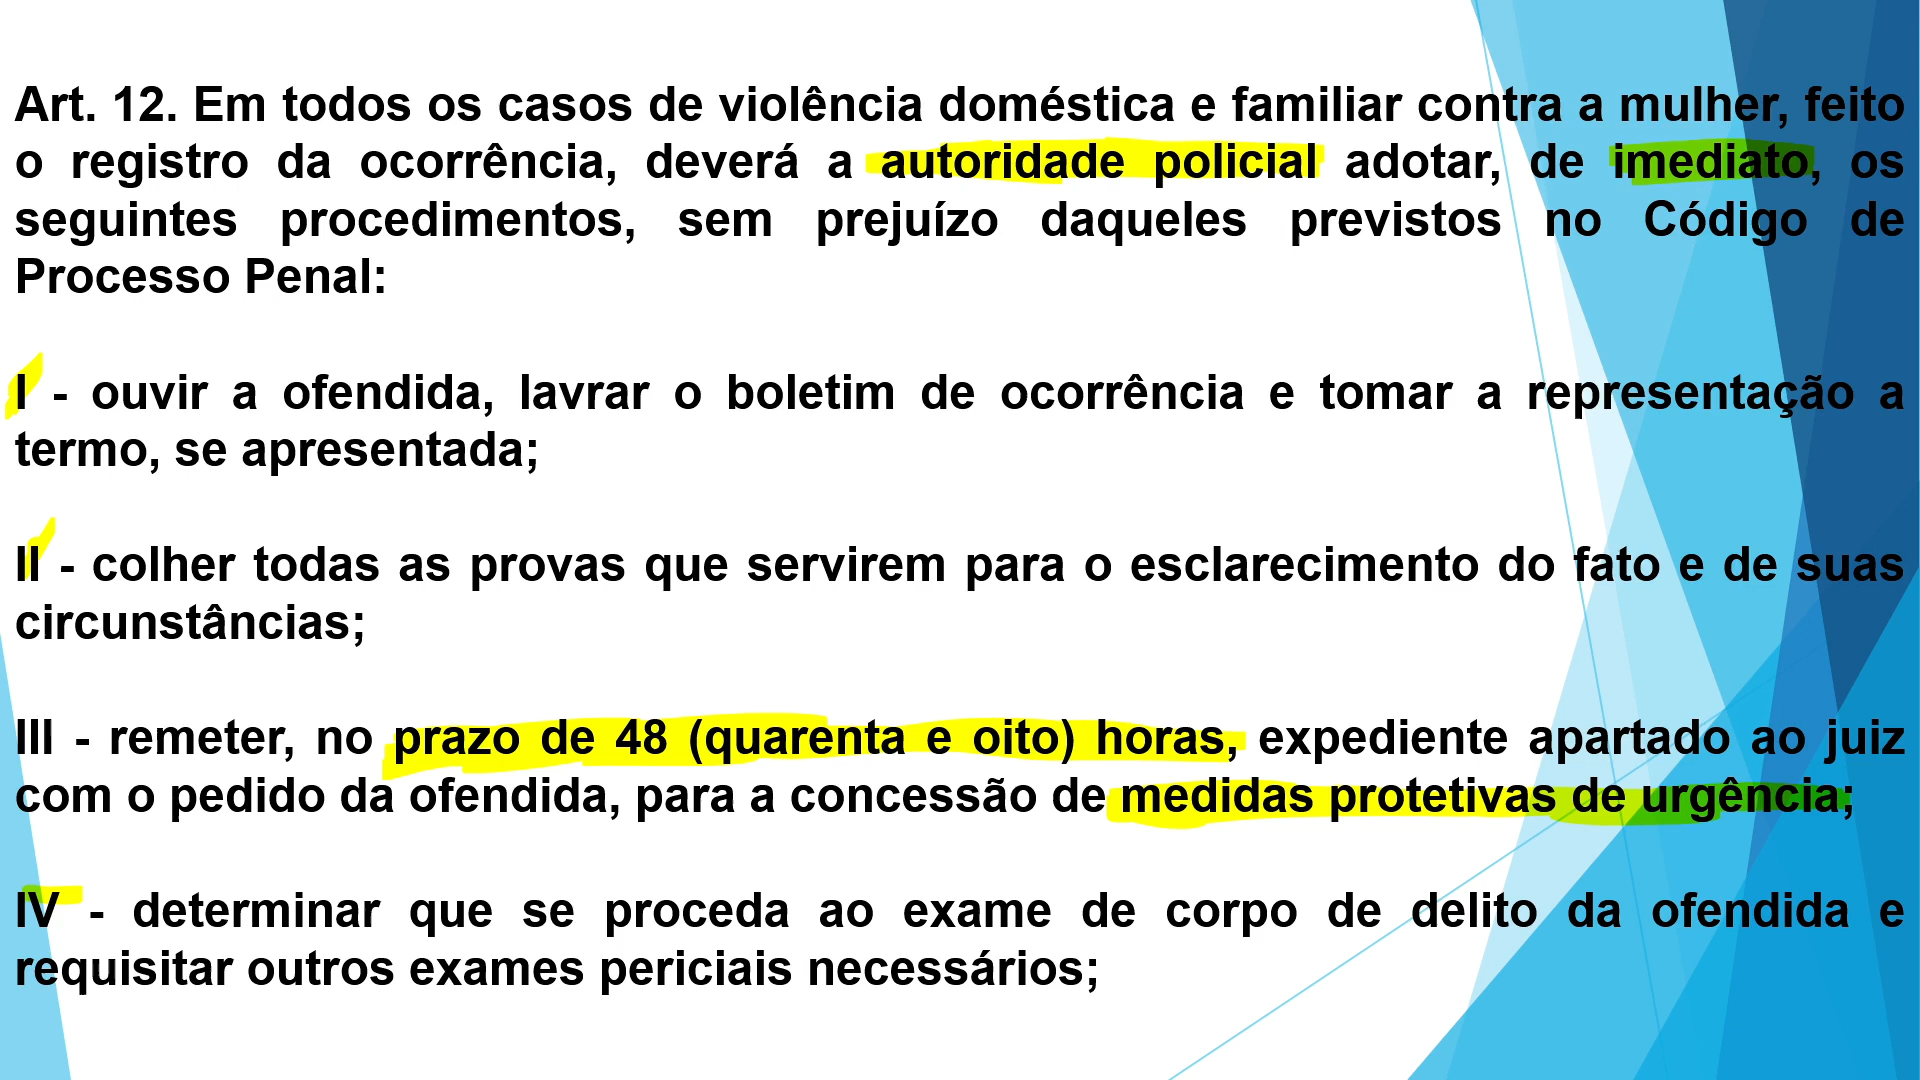 Art. 12. Em todos os casos de violência doméstica e familiar contra a mulher, feito
o registro da ocorrência, deverá a autoridade policial adotar, de imediato, os
seguintes procedimentos, sem prejuízo daqueles previstos no Código de
Processo Penal:
I - ouvir a ofendida, lavrar o boletim de ocorrência e tomar a representação a
termo, se apresentada;
II - colher todas as provas que servirem para o esclarecimento do fato e de suas
circunstâncias;
III - remeter, no prazo de 48 (quarenta e oito) horas, expediente apartado ao juiz
com o pedido da ofendida, para a concessão de medidas protetivas de urgência;
IV - determinar que se proceda ao exame de corpo de delito da ofendida e
requisitar outros exames periciais necessários;